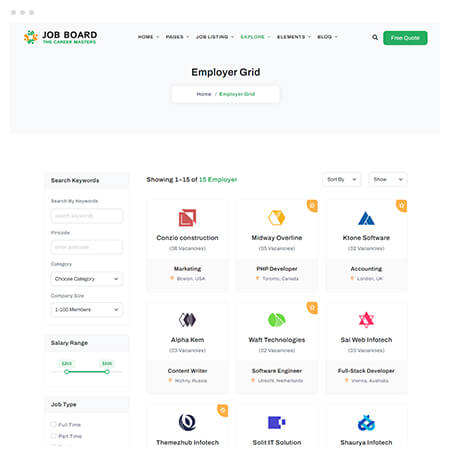 JOB BOARD
THE CAREER MASTERS
HOME PAGES JOB LISTING EXPLORE ELEMENTS BLOG
Free Quote
Employer Grid
Home / Employer Grid
Search Keywords
Search By Keywords
search keywords
Pincode
enter postcode
Category
Choose Category
Company Size
1-100 Members
Salary Range
Job Type
Full Time
Part Time
Showing 1–15 of 15 Employer
Sort By
Show
Conzio construction
(08 Vacancies)
Marketing
Boston, USA
Midway Overline
(05 Vacancies)
PHP Developer
Toronto, Canada
Ktone Software
(02 Vacancies)
Accounting
London, UK
Alpha Kem
(03 Vacancies)
Content Writer
Nizhny, Russia
Waft Technologies
(02 Vacancies)
Software Engineer
Utrecht, Netherlands
Sai Web Infotech
(03 Vacancies)
Full-Stack Developer
Vienna, Australia
Themezhub Infotech
Split IT Solution
Shaurya Infotech